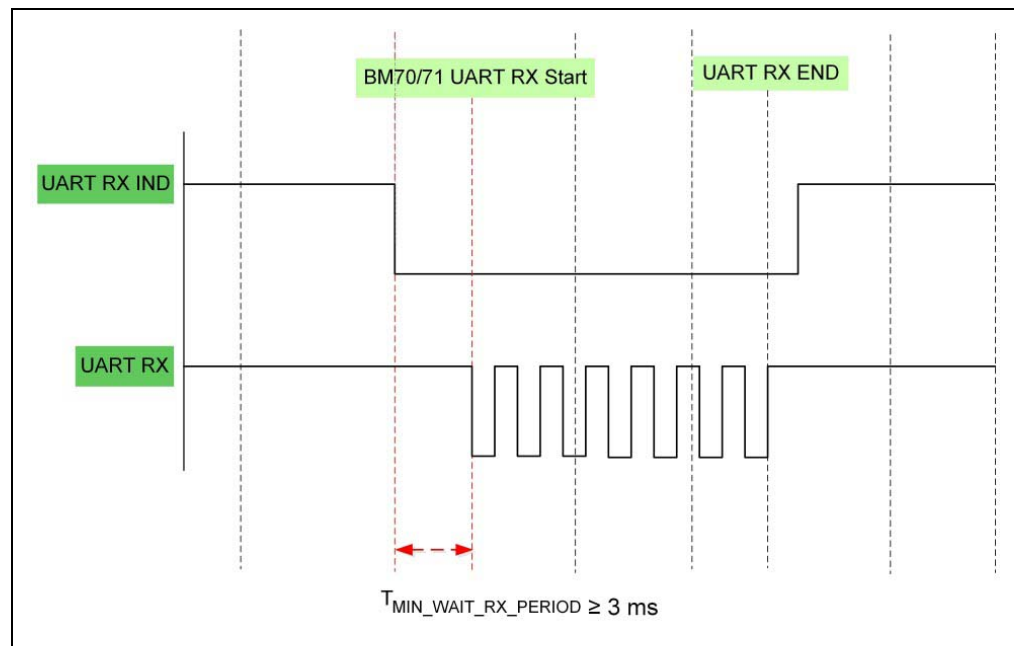 BM70/71 UART RX Start
UART RX END
UART RX IND
UART RX
TMIN_WAIT_RX_PERIOD ≥ 3 ms